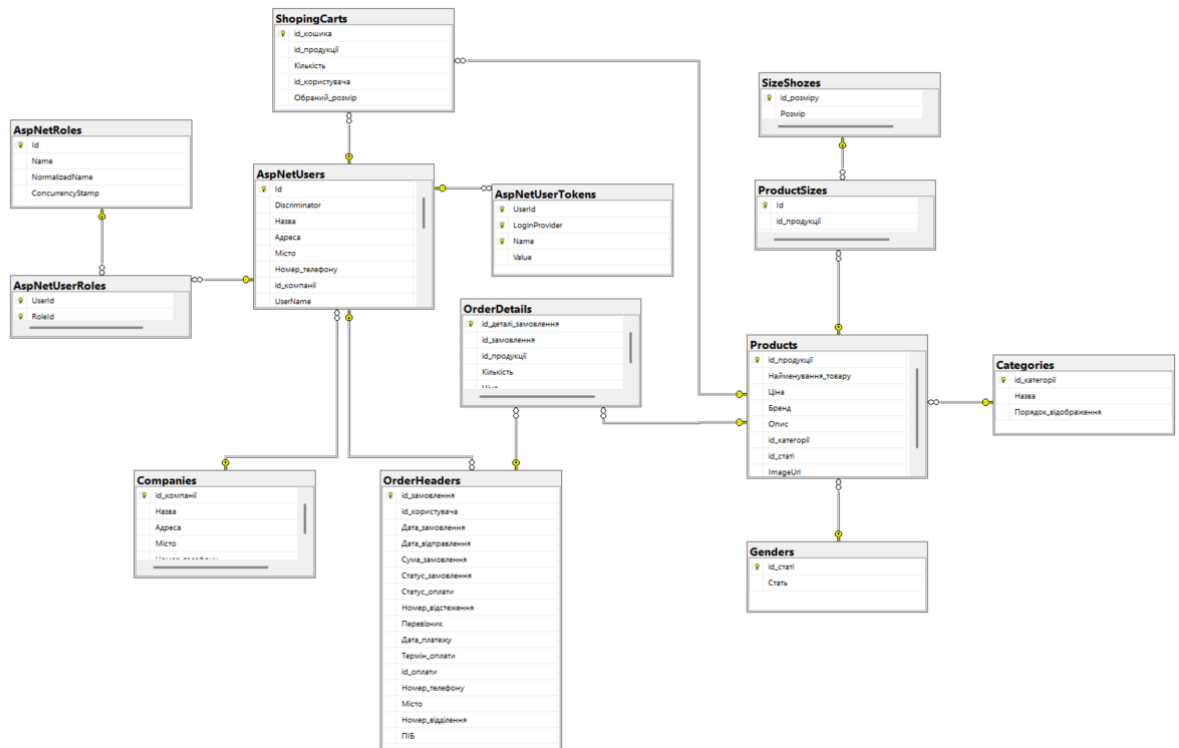 ShopingCarts
id_кошика
id_продукції
Кількість
id_користувача
Обраний_розмір
SizeShozes
id_розміру
Розмір
AspNetRoles
Id
Name
NormalizedName
ConcurrencyStamp
AspNetUsers
Id
Discriminator
Назва
Адреса
Місто
Номер_телефону
id_компанії
UserName
AspNetUserTokens
UserId
LoginProvider
Name
Value
ProductSizes
Id
id_продукції
AspNetUserRoles
UserId
RoleId
OrderDetails
id_деталі_замовлення
id_замовлення
id_продукції
Кількість
Ціна
Products
id_продукції
Найменування_товару
Ціна
Бренд
Опис
id_категорії
id_статі
ImageUrl
Categories
id_категорії
Назва
Порядок_відображення
Companies
id_компанії
Назва
Адреса
Місто
Номер_телефону
OrderHeaders
id_замовлення
id_користувача
Дата_замовлення
Дата_відправлення
Сума_замовлення
Статус_замовлення
Статус_оплати
Номер_відстеження
Перевізник
Дата_платежу
Термін_оплати
id_оплати
Номер_телефону
Місто
Номер_відділення
ПІБ
Genders
id_статі
Стать